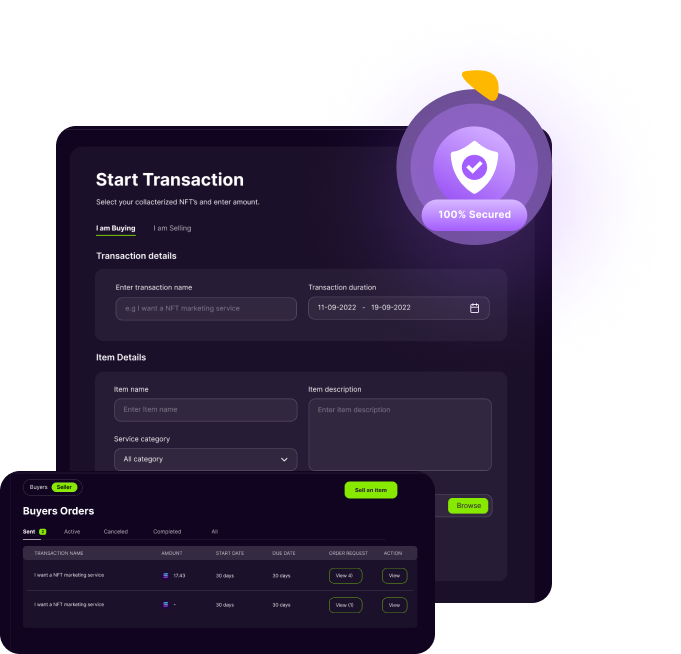 Start Transaction
Select your collacterized NFT's and enter amount.
100% Secured
I am Buying I am Selling
Transaction details
Enter transaction name Transaction duration
e.g I want a NFT marketing service 11-09-2022 - 19-09-2022
Item Details
Item name Item description
Enter Item name Enter Item description
Service category
All category
Browse
Buyers Seller Sell an item
Buyers Orders
Sent 2 Active Canceled Completed All
TRANSACTION NAME AMOUNT START DATE DUE DATE ORDER REQUEST ACTION
I want a NFT marketing service 17.43 30 days 30 days View 4) View
I want a NFT marketing service - 30 days 30 days View (1) View